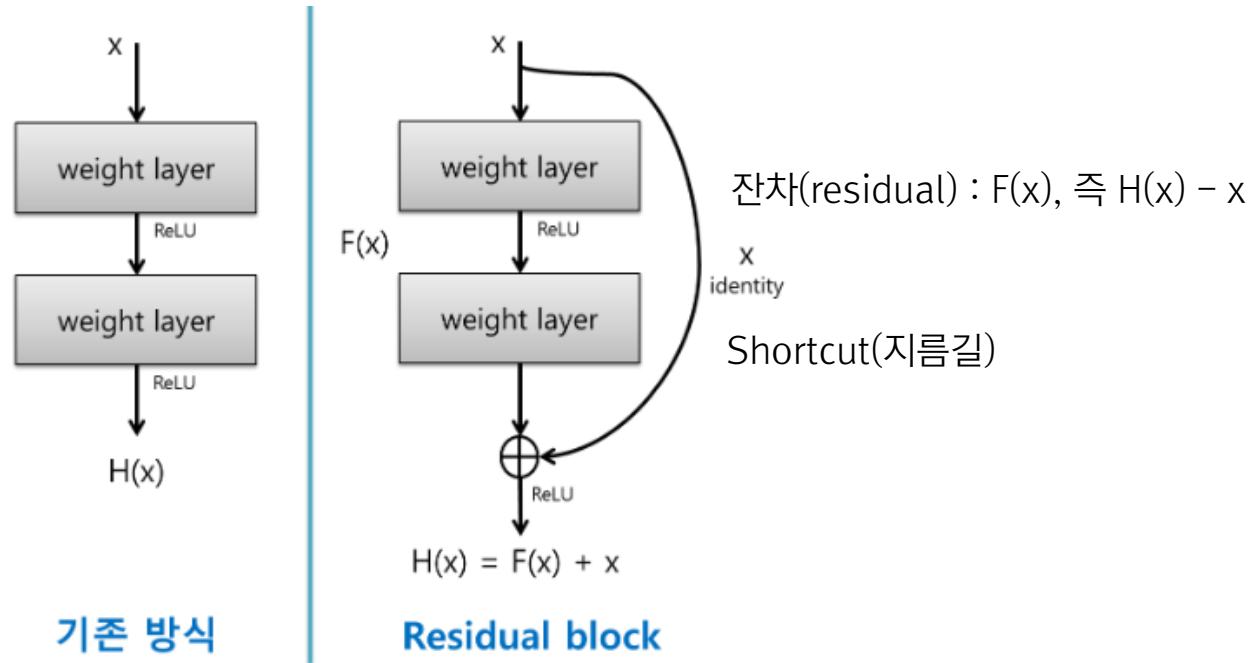 x
weight layer
ReLU
weight layer
ReLU
H(x)
기존 방식
x
weight layer
F(x)
ReLU
weight layer
x
identity
ReLU
H(x) = F(x) + x
Residual block
잔차(residual) : F(x), 즉 H(x) – x
Shortcut(지름길)